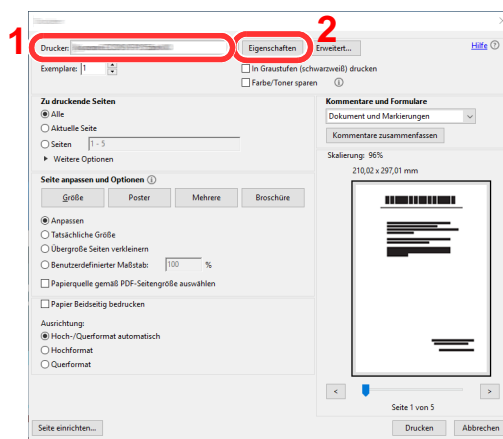 1
2
Drucker:
Eigenschaften
Erweitert...
Hilfe
Exemplare: 1
In Graustufen (schwarzweiß) drucken
Farbe/Toner sparen
Zu druckende Seiten
Alle
Aktuelle Seite
Seiten 1 - 5
Weitere Optionen
Kommentare und Formulare
Dokument und Markierungen
Kommentare zusammenfassen
Skalierung: 96%
210,02 x 297,01 mm
Seite anpassen und Optionen
Größe Poster Mehrere Broschüre
Anpassen
Tatsächliche Größe
Übergroße Seiten verkleinern
Benutzerdefinierter Maßstab: 100 %
Papierquelle gemäß PDF-Seitengröße auswählen
Papier Beidseitig bedrucken
Ausrichtung:
Hoch-/Querformat automatisch
Hochformat
Querformat
< >
Seite 1 von 5
Seite einrichten...
Drucken
Abbrechen